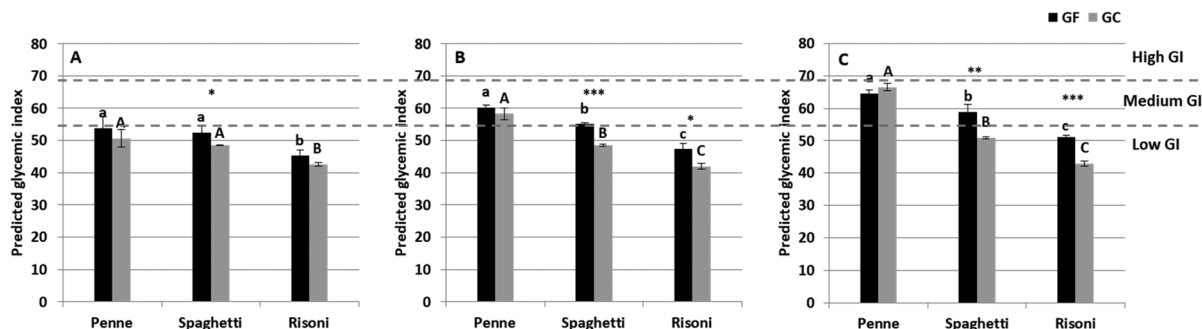 GF GC
A
Predicted glycemic index
80
70
60
50
40
30
20
10
0
*
a A
a A
b B
Penne Spaghetti Risoni
B
Predicted glycemic index
80
70
60
50
40
30
20
10
0
***
*
a A
b B
c C
Penne Spaghetti Risoni
C
Predicted glycemic index
80
70
60
50
40
30
20
10
0
**
***
a A
b B
c C
Penne Spaghetti Risoni
High GI
Medium GI
Low GI